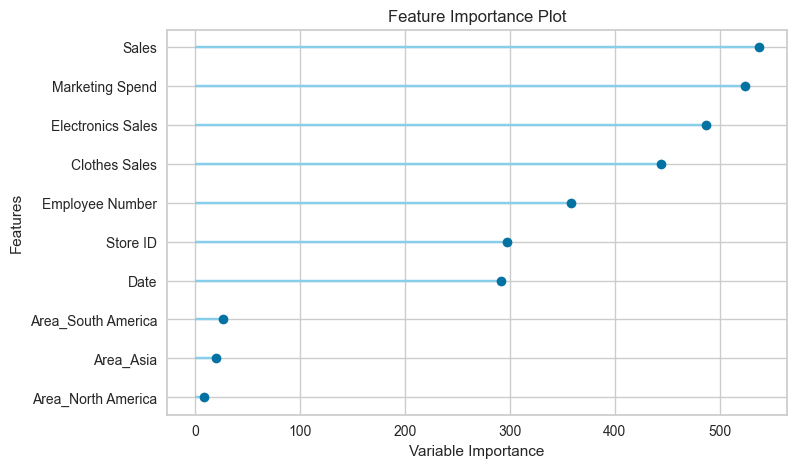 Feature Importance Plot
Sales
Marketing Spend
Electronics Sales
Clothes Sales
Employee Number
Store ID
Date
Area_South America
Area_Asia
Area_North America
Features
0 100 200 300 400 500
Variable Importance